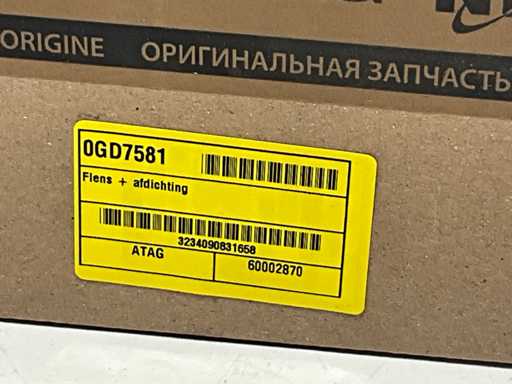 ORIGINE ОРИГИНАЛЬНАЯ ЗАПЧАСТЬ
0GD7581
Flens + afdichting
3234090831658
ATAG 60002870